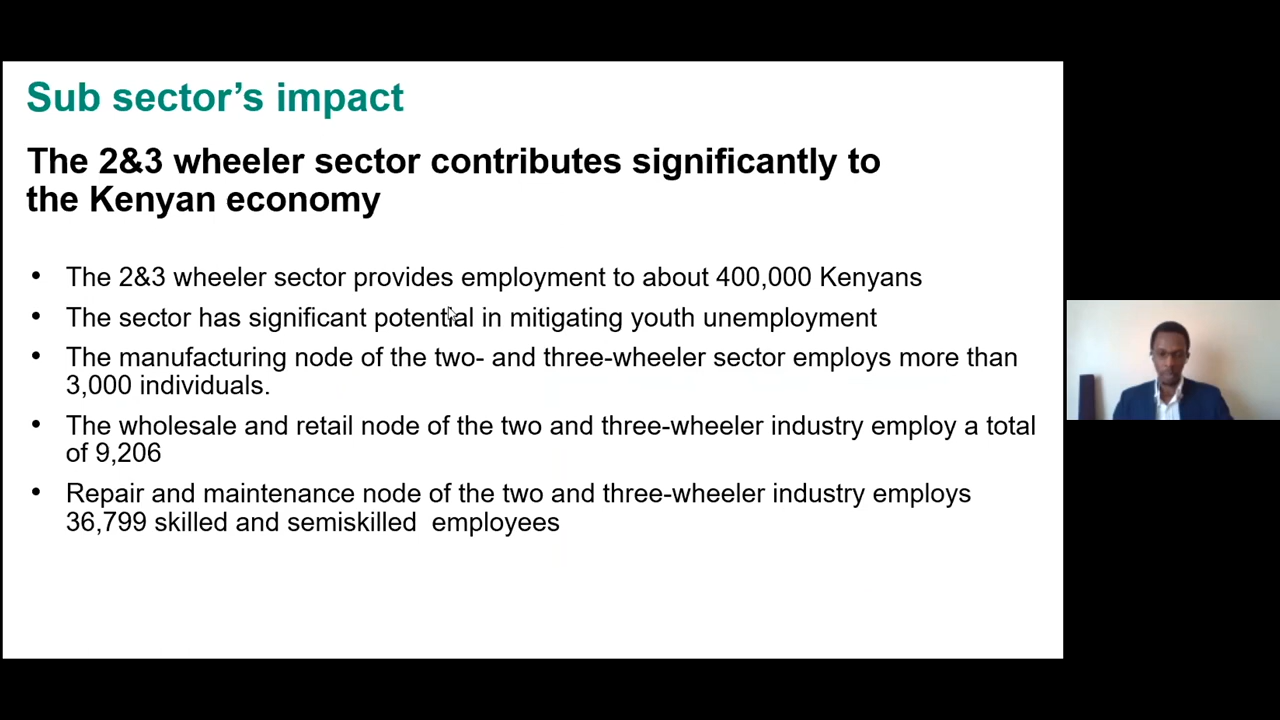 Sub sector’s impact
The 2&3 wheeler sector contributes significantly to
the Kenyan economy
• The 2&3 wheeler sector provides employment to about 400,000 Kenyans
• The sector has significant potential in mitigating youth unemployment
• The manufacturing node of the two- and three-wheeler sector employs more than
3,000 individuals.
• The wholesale and retail node of the two and three-wheeler industry employ a total
of 9,206
• Repair and maintenance node of the two and three-wheeler industry employs
36,799 skilled and semiskilled  employees